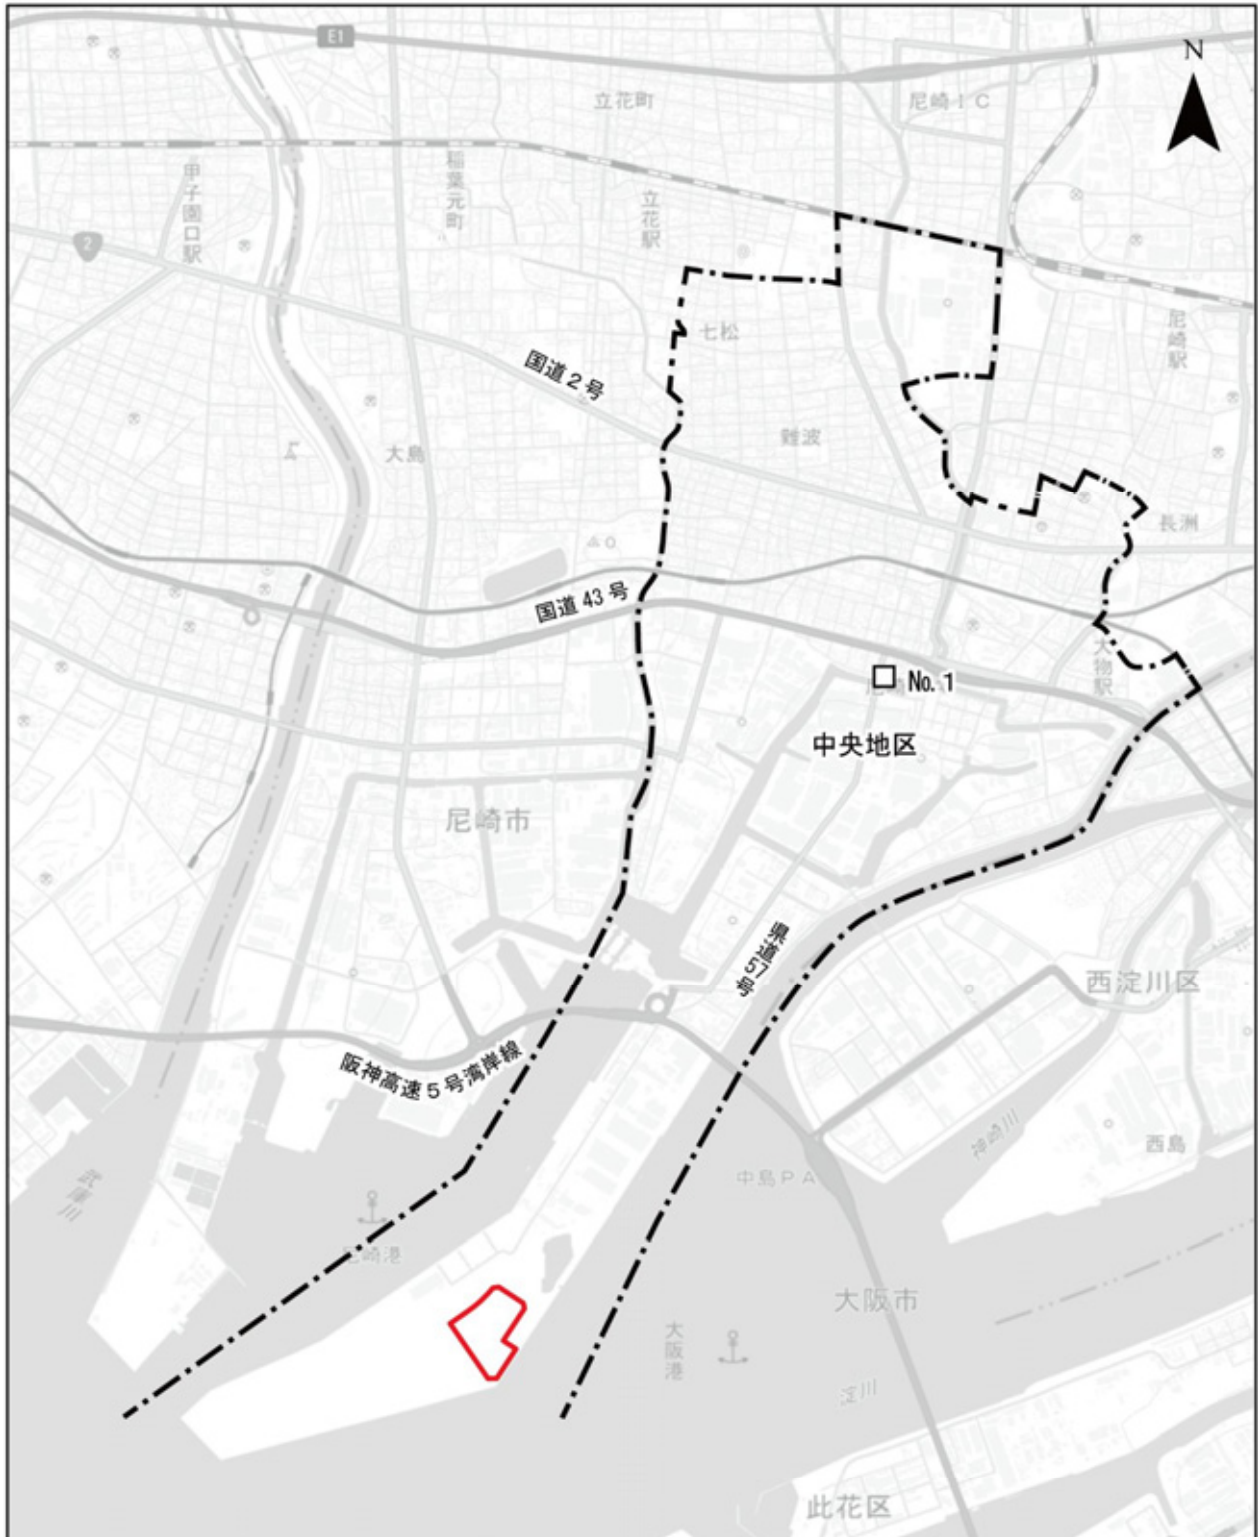 E1
N
立花町
尼崎IC
甲子園口駅
稲葉元町
立花駅
2
七松
尼崎駅
国道2号
大島
難波
長洲
国道43号
大物駅
No. 1
中央地区
尼崎市
県道57号
西淀川区
阪神高速5号湾岸線
神崎川
西島
中島PA
武庫川
尼崎港
大阪市
大阪港
淀川
此花区